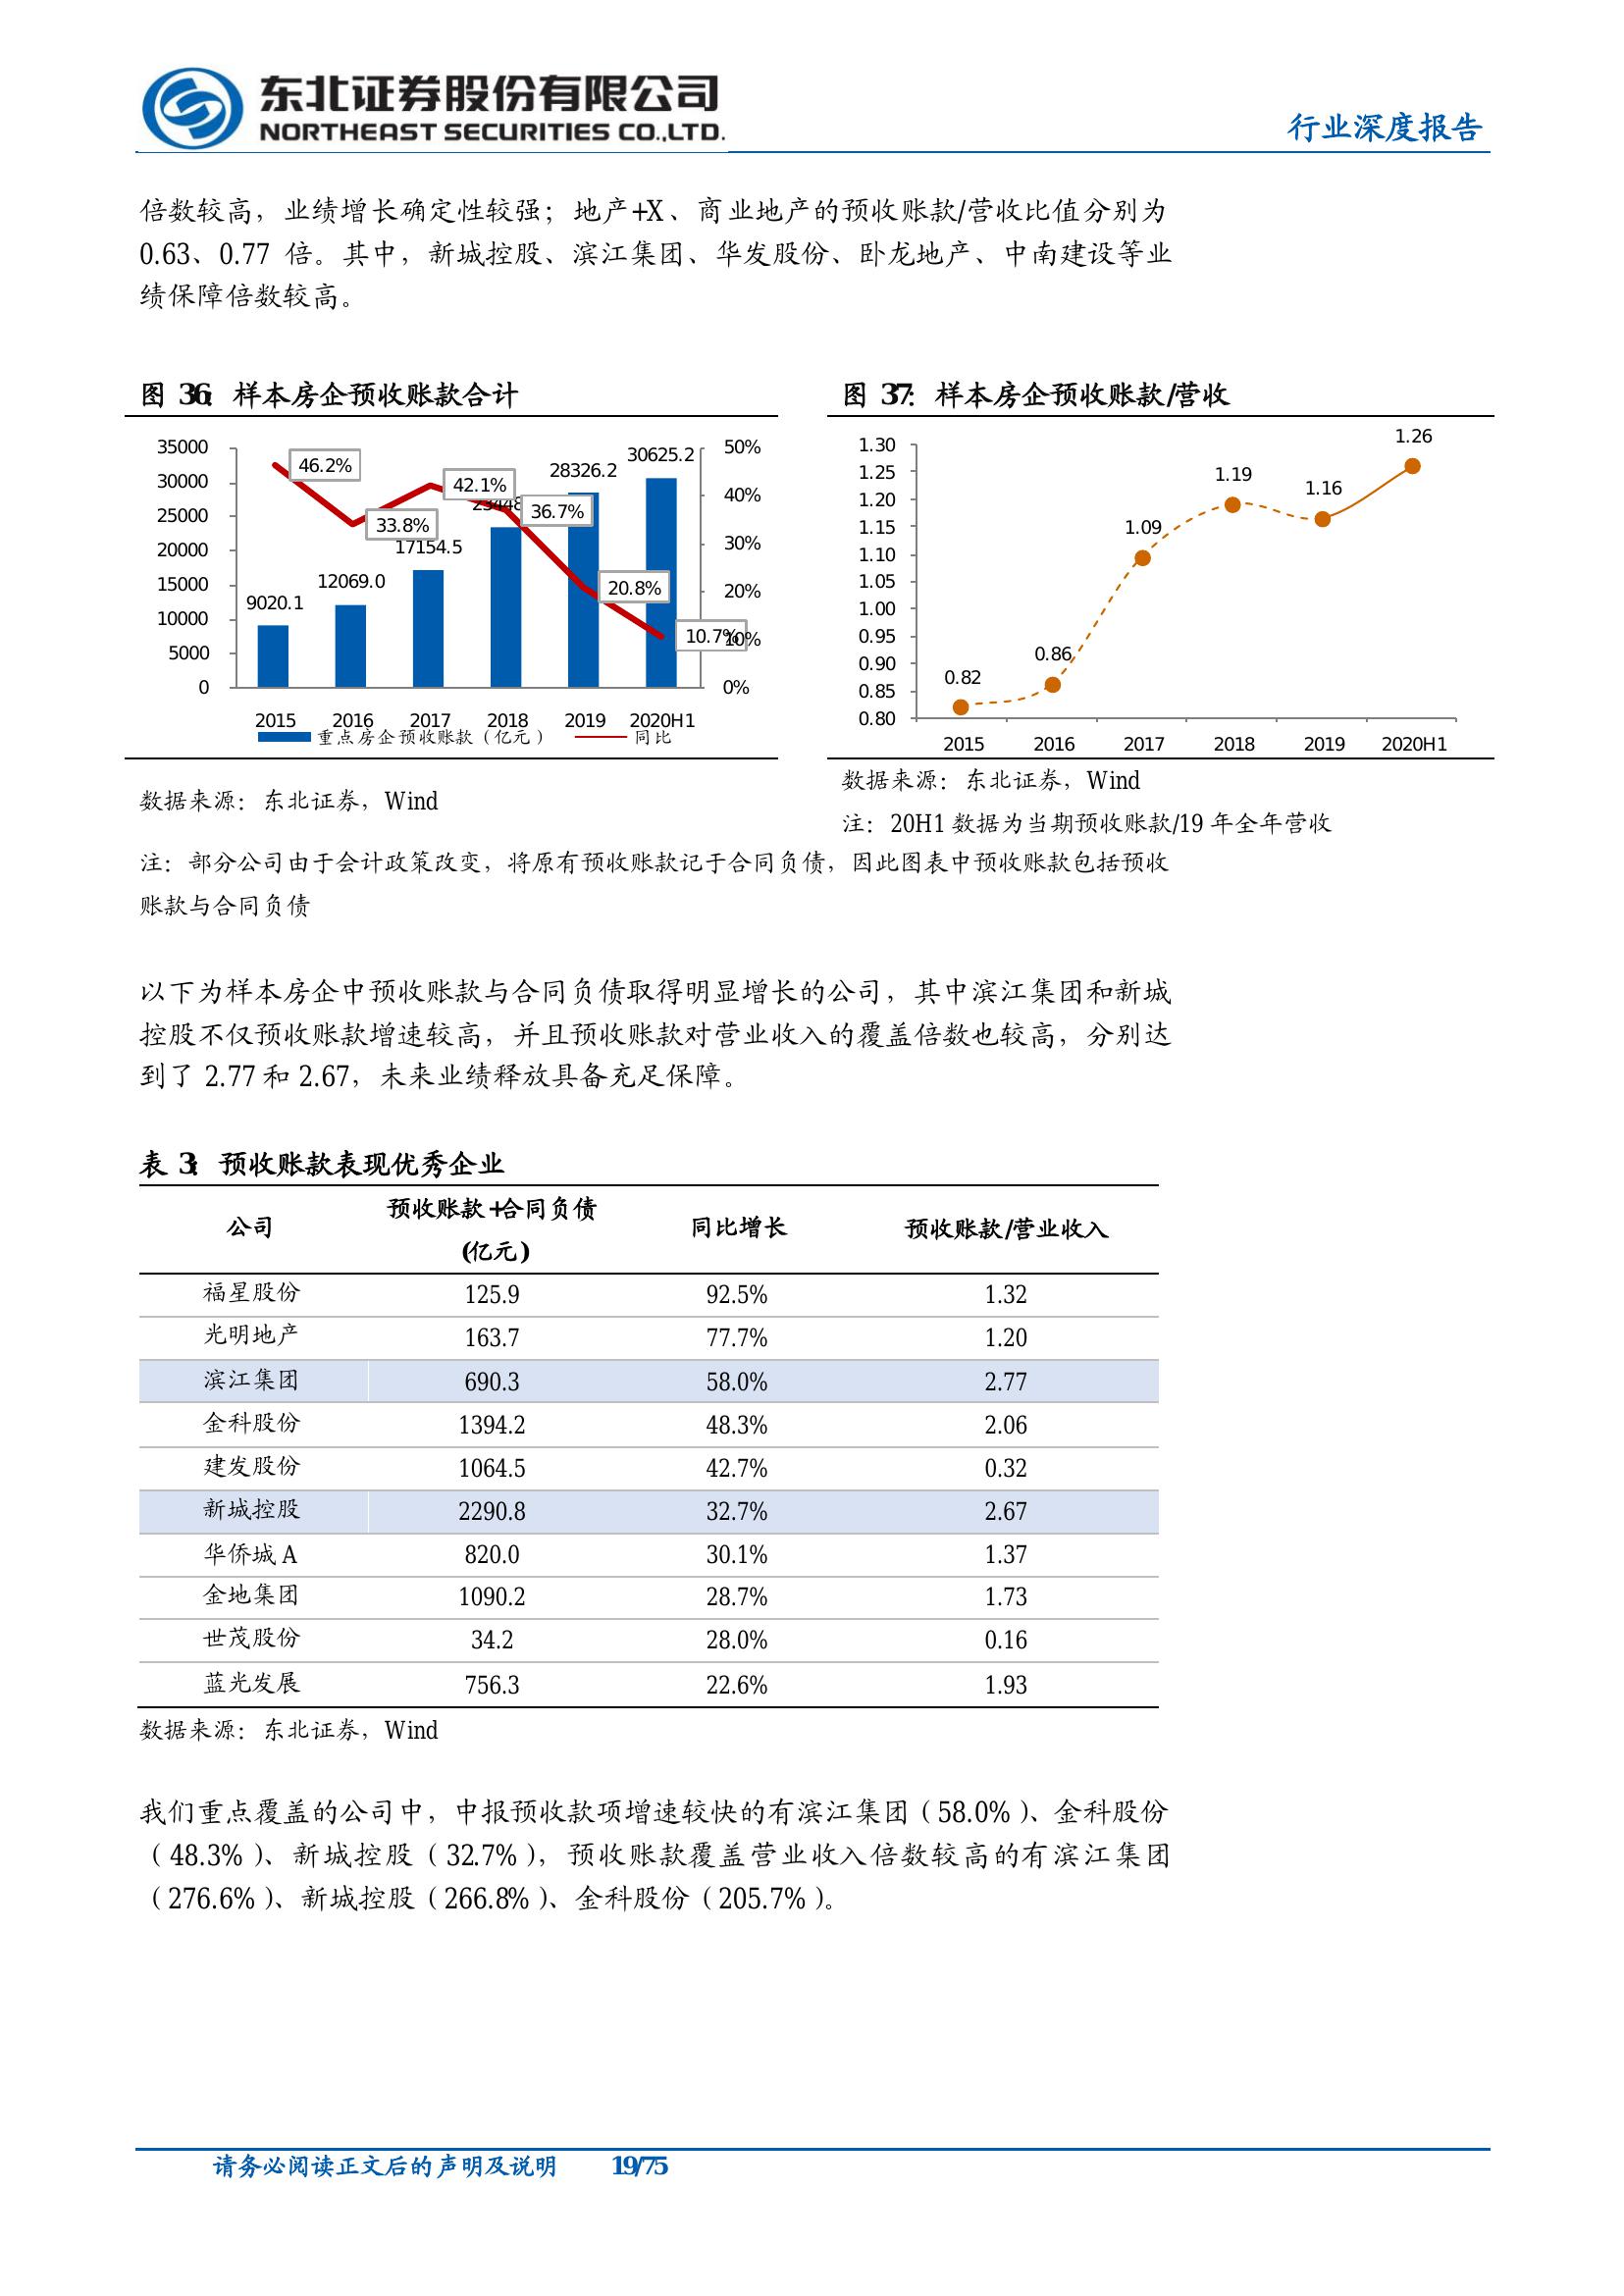 东北证券股份有限公司
NORTHEAST SECURITIES CO.,LTD.
行业深度报告
倍数较高，业绩增长确定性较强；地产+X、商业地产的预收账款/营收比值分别为
0.63、0.77 倍。其中，新城控股、滨江集团、华发股份、卧龙地产、中南建设等业
绩保障倍数较高。
图 36：样本房企预收账款合计
35000
30000
25000
20000
15000
10000
5000
0
50%
40%
30%
20%
10%
0%
9020.1
12069.0
17154.5
28326.2
30625.2
46.2%
33.8%
42.1%
36.7%
20.8%
10.7%
2015 2016 2017 2018 2019 2020H1
重点房企预收账款（亿元） 同比
数据来源：东北证券，Wind
图 37：样本房企预收账款/营收
1.30
1.25
1.20
1.15
1.10
1.05
1.00
0.95
0.90
0.85
0.80
0.82
0.86
1.09
1.19
1.16
1.26
2015 2016 2017 2018 2019 2020H1
数据来源：东北证券，Wind
注：20H1 数据为当期预收账款/19 年全年营收
注：部分公司由于会计政策改变，将原有预收账款记于合同负债，因此图表中预收账款包括预收
账款与合同负债
以下为样本房企中预收账款与合同负债取得明显增长的公司，其中滨江集团和新城
控股不仅预收账款增速较高，并且预收账款对营业收入的覆盖倍数也较高，分别达
到了 2.77 和 2.67，未来业绩释放具备充足保障。
表 3：预收账款表现优秀企业
公司 预收账款+合同负债(亿元) 同比增长 预收账款/营业收入
福星股份 125.9 92.5% 1.32
光明地产 163.7 77.7% 1.20
滨江集团 690.3 58.0% 2.77
金科股份 1394.2 48.3% 2.06
建发股份 1064.5 42.7% 0.32
新城控股 2290.8 32.7% 2.67
华侨城 A 820.0 30.1% 1.37
金地集团 1090.2 28.7% 1.73
世茂股份 34.2 28.0% 0.16
蓝光发展 756.3 22.6% 1.93
数据来源：东北证券，Wind
我们重点覆盖的公司中，中报预收款项增速较快的有滨江集团（58.0%）、金科股份
（48.3%）、新城控股（32.7%），预收账款覆盖营业收入倍数较高的有滨江集团
（276.6%）、新城控股（266.8%）、金科股份（205.7%）。
请务必阅读正文后的声明及说明 19/75